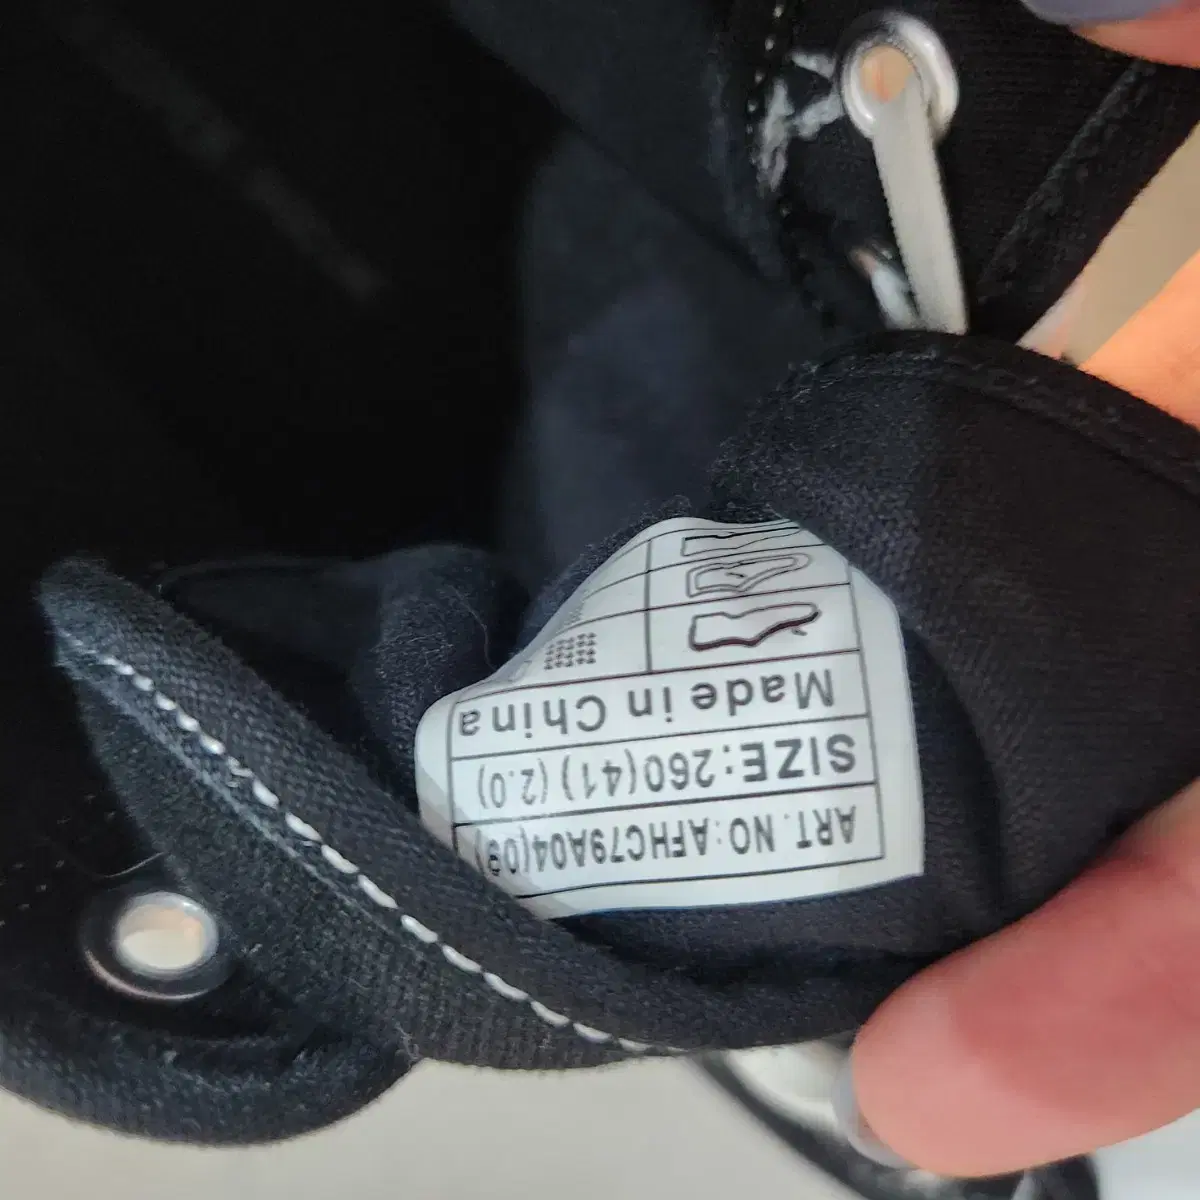 ART. NO:AFHC79A04(09)
SIZE:260(41) (2.0)
Made in China